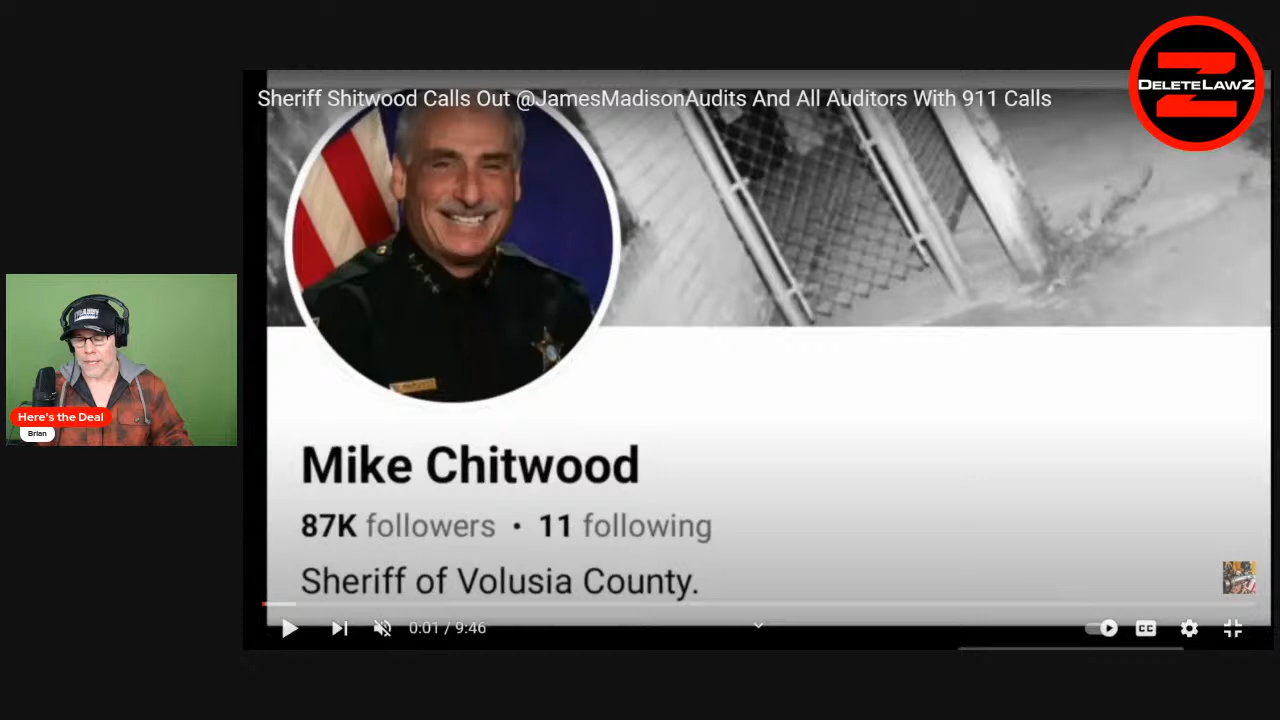 Sheriff Shitwood Calls Out @JamesMadisonAudits And All Auditors With 911 Calls
DELETELAWZ
Mike Chitwood
87K followers • 11 following
Sheriff of Volusia County.
Here's the Deal
Brian
0:01 / 9:46
CC